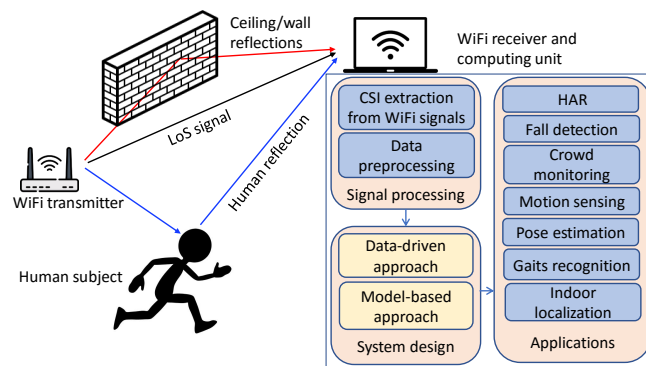 Ceiling/wall
reflections
WiFi receiver and
computing unit
LoS signal
Human reflection
WiFi transmitter
Human subject
CSI extraction
from WiFi signals
Data
preprocessing
Signal processing
Data-driven
approach
Model-based
approach
System design
HAR
Fall detection
Crowd
monitoring
Motion sensing
Pose estimation
Gaits recognition
Indoor
localization
Applications